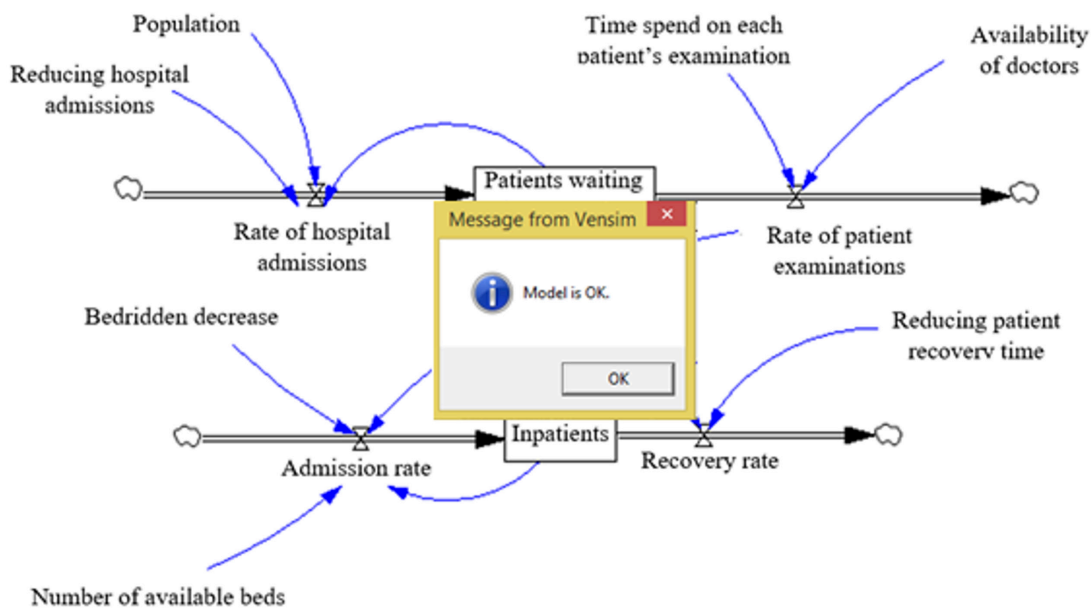 Population
Reducing hospital
admissions
Time spend on each
patient's examination
Availability
of doctors
Patients waiting
Rate of hospital
admissions
Message from Vensim
Model is OK.
OK
Rate of patient
examinations
Bedridden decrease
Reducing patient
recovery time
Inpatients
Admission rate
Recovery rate
Number of available beds